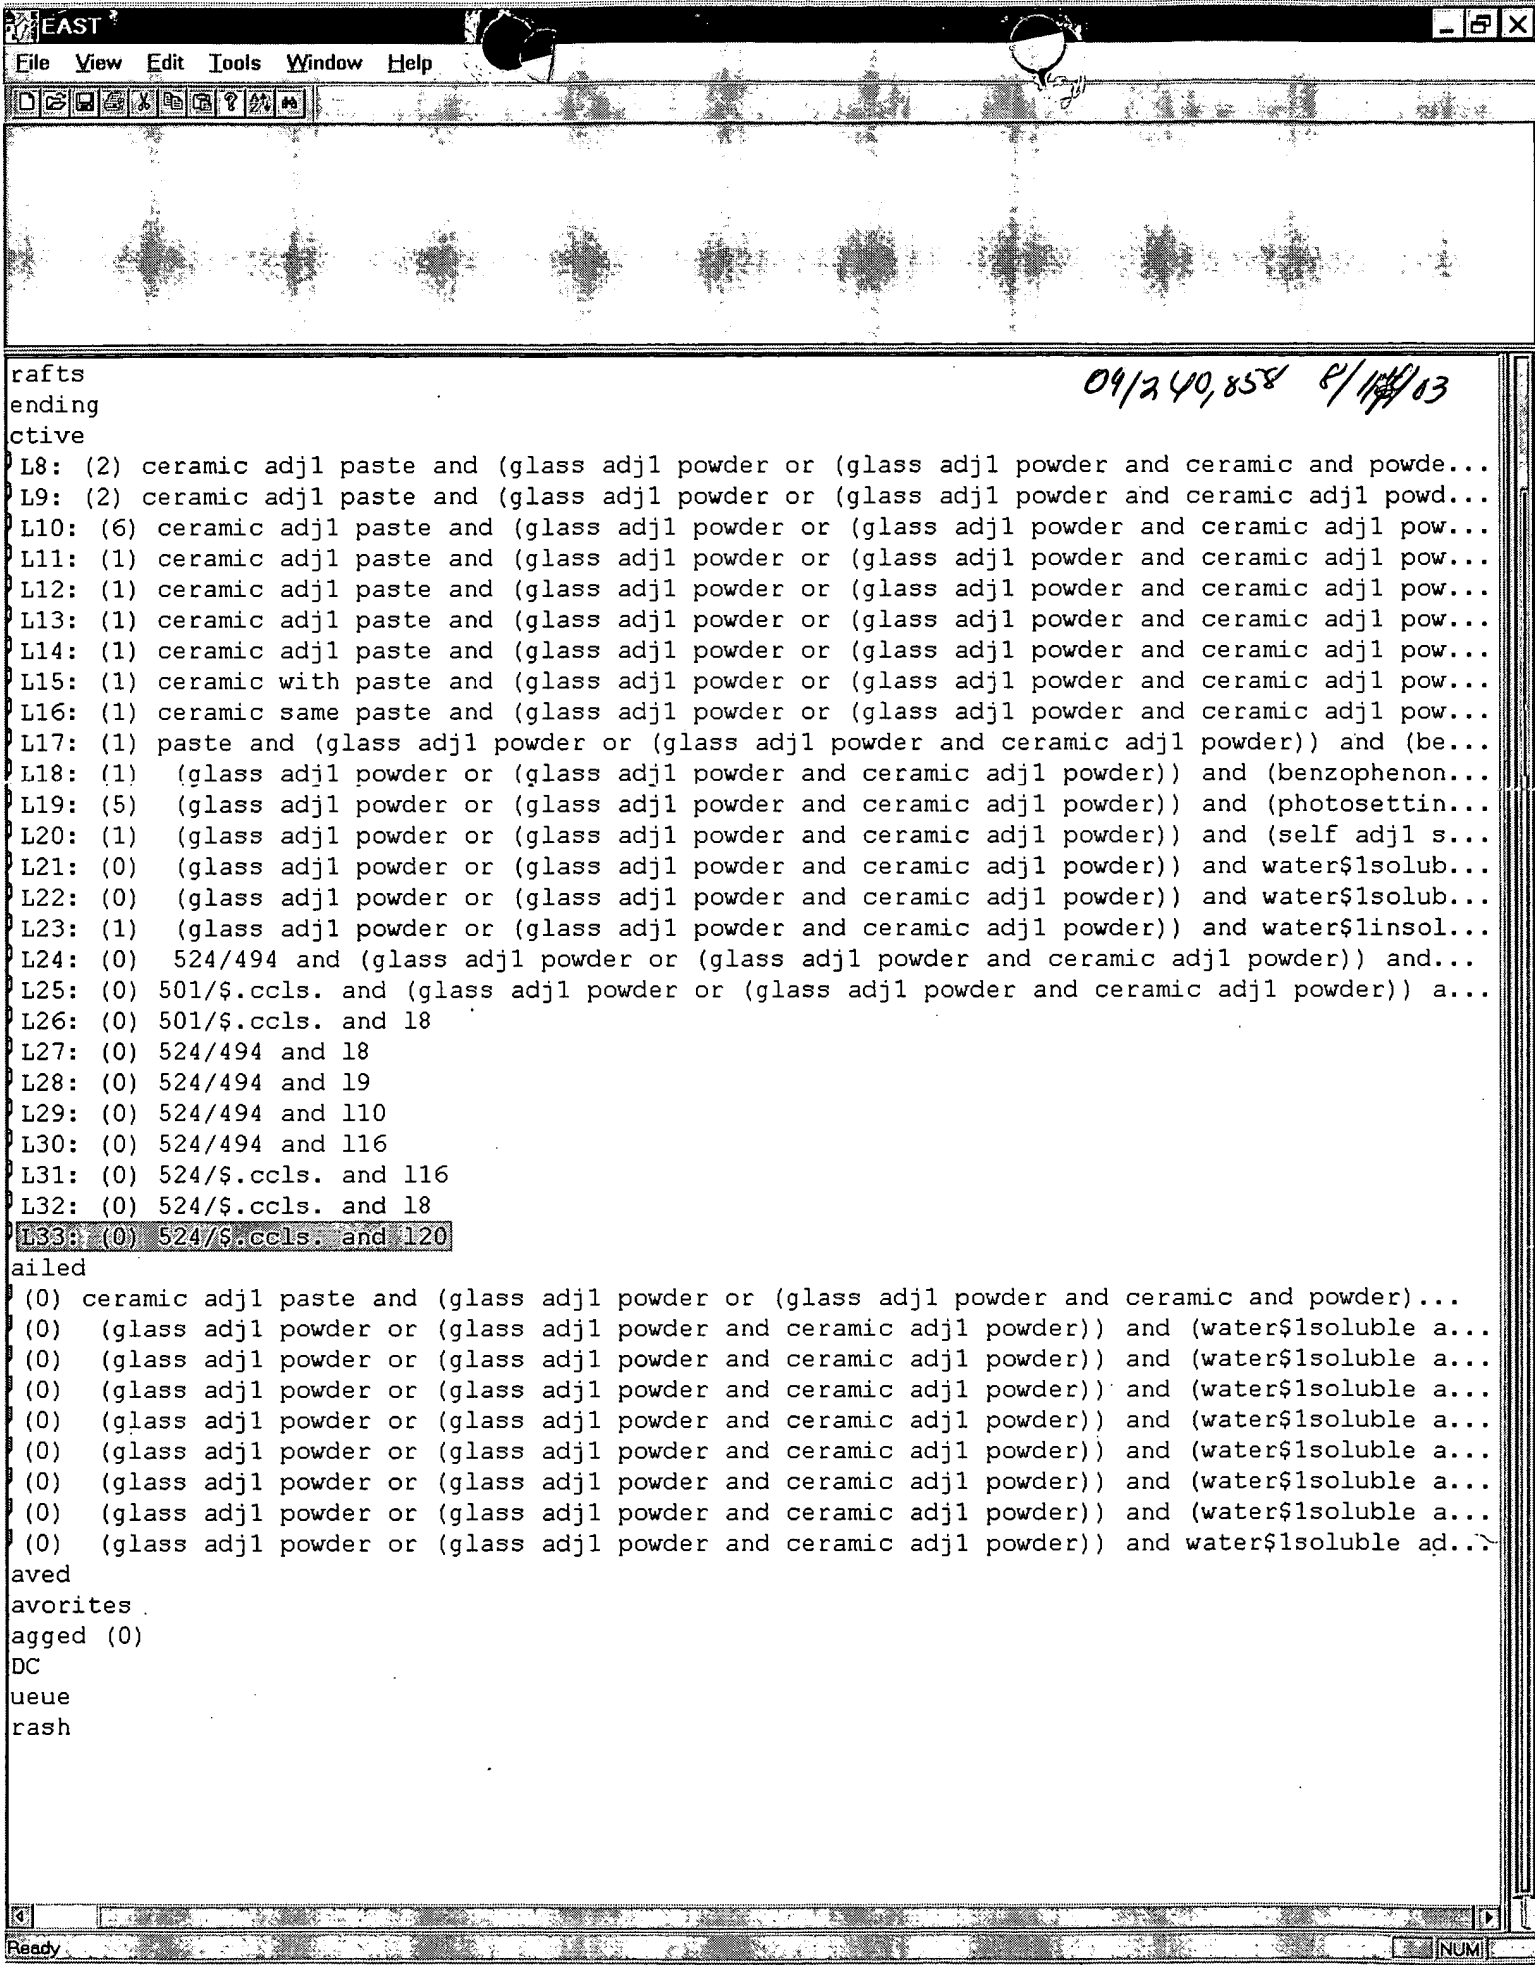 EAST
File View Edit Tools Window Help
rafts
09/240,858 8/ /03
ending
ctive
L8: (2) ceramic adj1 paste and (glass adj1 powder or (glass adj1 powder and ceramic and powde...
L9: (2) ceramic adj1 paste and (glass adj1 powder or (glass adj1 powder and ceramic adj1 powd...
L10: (6) ceramic adj1 paste and (glass adj1 powder or (glass adj1 powder and ceramic adj1 pow...
L11: (1) ceramic adj1 paste and (glass adj1 powder or (glass adj1 powder and ceramic adj1 pow...
L12: (1) ceramic adj1 paste and (glass adj1 powder or (glass adj1 powder and ceramic adj1 pow...
L13: (1) ceramic adj1 paste and (glass adj1 powder or (glass adj1 powder and ceramic adj1 pow...
L14: (1) ceramic adj1 paste and (glass adj1 powder or (glass adj1 powder and ceramic adj1 pow...
L15: (1) ceramic with paste and (glass adj1 powder or (glass adj1 powder and ceramic adj1 pow...
L16: (1) ceramic same paste and (glass adj1 powder or (glass adj1 powder and ceramic adj1 pow...
L17: (1) paste and (glass adj1 powder or (glass adj1 powder and ceramic adj1 powder)) and (be...
L18: (1) (glass adj1 powder or (glass adj1 powder and ceramic adj1 powder)) and (benzophenon...
L19: (5) (glass adj1 powder or (glass adj1 powder and ceramic adj1 powder)) and (photosettin...
L20: (1) (glass adj1 powder or (glass adj1 powder and ceramic adj1 powder)) and (self adj1 s...
L21: (0) (glass adj1 powder or (glass adj1 powder and ceramic adj1 powder)) and water$1solub...
L22: (0) (glass adj1 powder or (glass adj1 powder and ceramic adj1 powder)) and water$1solub...
L23: (1) (glass adj1 powder or (glass adj1 powder and ceramic adj1 powder)) and water$1insol...
L24: (0) 524/494 and (glass adj1 powder or (glass adj1 powder and ceramic adj1 powder)) and...
L25: (0) 501/$.ccls. and (glass adj1 powder or (glass adj1 powder and ceramic adj1 powder)) a...
L26: (0) 501/$.ccls. and l8
L27: (0) 524/494 and l8
L28: (0) 524/494 and l9
L29: (0) 524/494 and l10
L30: (0) 524/494 and l16
L31: (0) 524/$.ccls. and l16
L32: (0) 524/$.ccls. and l8
L33: (0) 524/$.ccls. and l20
ailed
(0) ceramic adj1 paste and (glass adj1 powder or (glass adj1 powder and ceramic and powder)...
(0) (glass adj1 powder or (glass adj1 powder and ceramic adj1 powder)) and (water$1soluble a...
(0) (glass adj1 powder or (glass adj1 powder and ceramic adj1 powder)) and (water$1soluble a...
(0) (glass adj1 powder or (glass adj1 powder and ceramic adj1 powder)) and (water$1soluble a...
(0) (glass adj1 powder or (glass adj1 powder and ceramic adj1 powder)) and (water$1soluble a...
(0) (glass adj1 powder or (glass adj1 powder and ceramic adj1 powder)) and (water$1soluble a...
(0) (glass adj1 powder or (glass adj1 powder and ceramic adj1 powder)) and (water$1soluble a...
(0) (glass adj1 powder or (glass adj1 powder and ceramic adj1 powder)) and (water$1soluble a...
(0) (glass adj1 powder or (glass adj1 powder and ceramic adj1 powder)) and water$1soluble ad...
aved
avorites
agged (0)
DC
ueue
rash
Ready
NUM